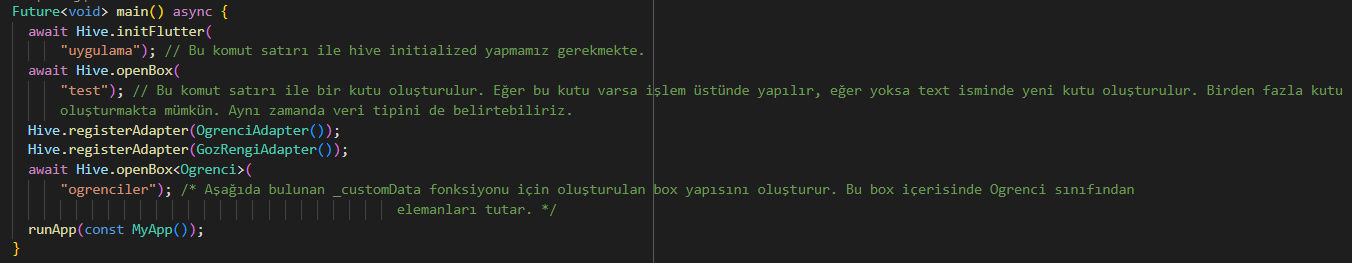 Future<void> main() async {
await Hive.initFlutter(
"uygulama"); // Bu komut satırı ile hive initialized yapmamız gerekmekte.
await Hive.openBox(
"test"); // Bu komut satırı ile bir kutu oluşturulur. Eğer bu kutu varsa işlem üstünde yapılır, eğer yoksa text isminde yeni kutu oluşturulur. Birden fazla kutu
oluşturmakta mümkün. Aynı zamanda veri tipini de belirtebiliriz.
Hive.registerAdapter(OgrenciAdapter());
Hive.registerAdapter(GozRengiAdapter());
await Hive.openBox<Ogrenci>(
"ogrenciler"); /* Aşağıda bulunan _customData fonksiyonu için oluşturulan box yapısını oluşturur. Bu box içerisinde Ogrenci sınıfından
elemanları tutar. */
runApp(const MyApp());
}